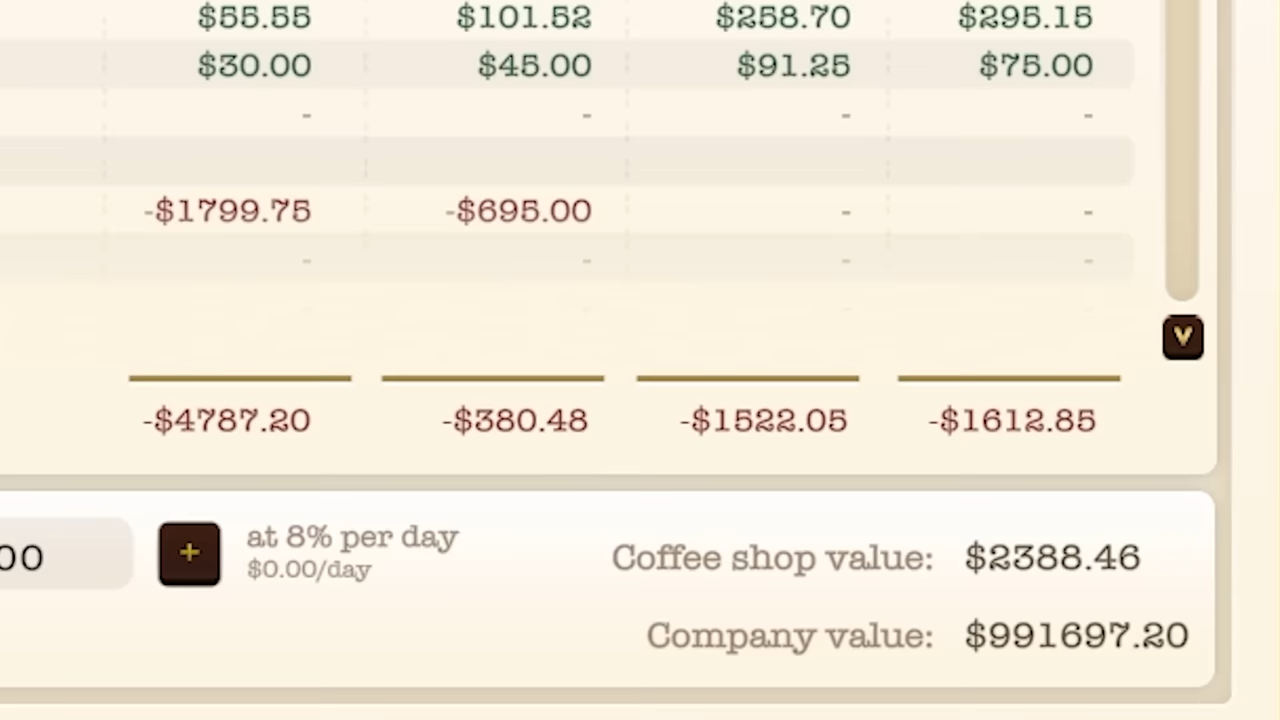 $55.55 $101.52 $258.70 $295.15
$30.00 $45.00 $91.25 $75.00
- - - -
-$1799.75 -$695.00 - -
- - - -
-$4787.20 -$380.48 -$1522.05 -$1612.85
00 + at 8% per day
$0.00/day
Coffee shop value: $2388.46
Company value: $991697.20